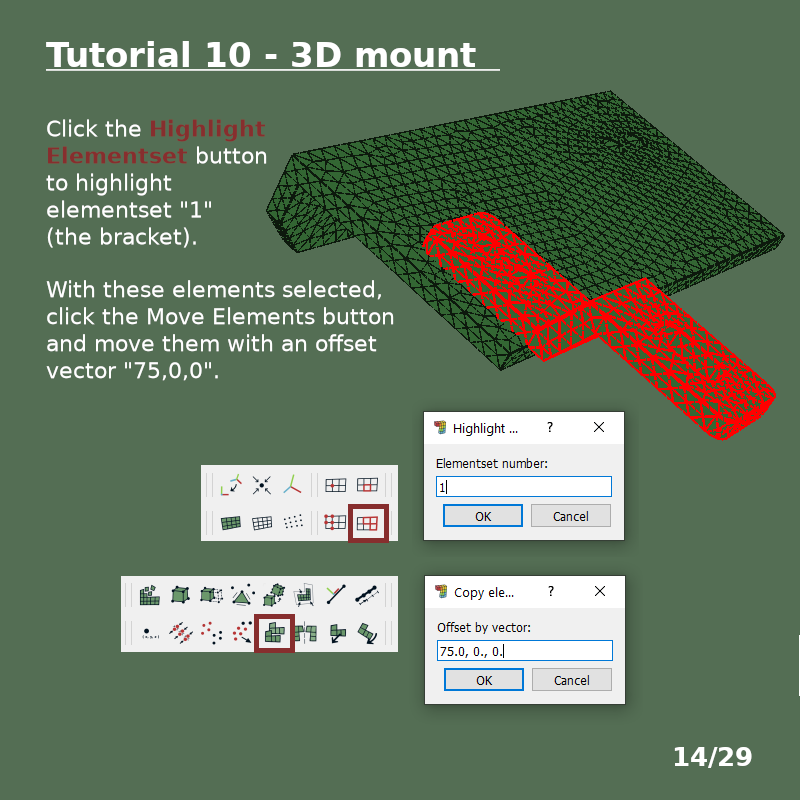 Tutorial 10 - 3D mount
Click the Highlight
Elementset button
to highlight
elementset "1"
(the bracket).
With these elements selected,
click the Move Elements button
and move them with an offset
vector "75,0,0".
Highlight ...
?
Elementset number:
1
OK
Cancel
Copy ele...
?
Offset by vector:
75.0, 0., 0.
OK
Cancel
14/29